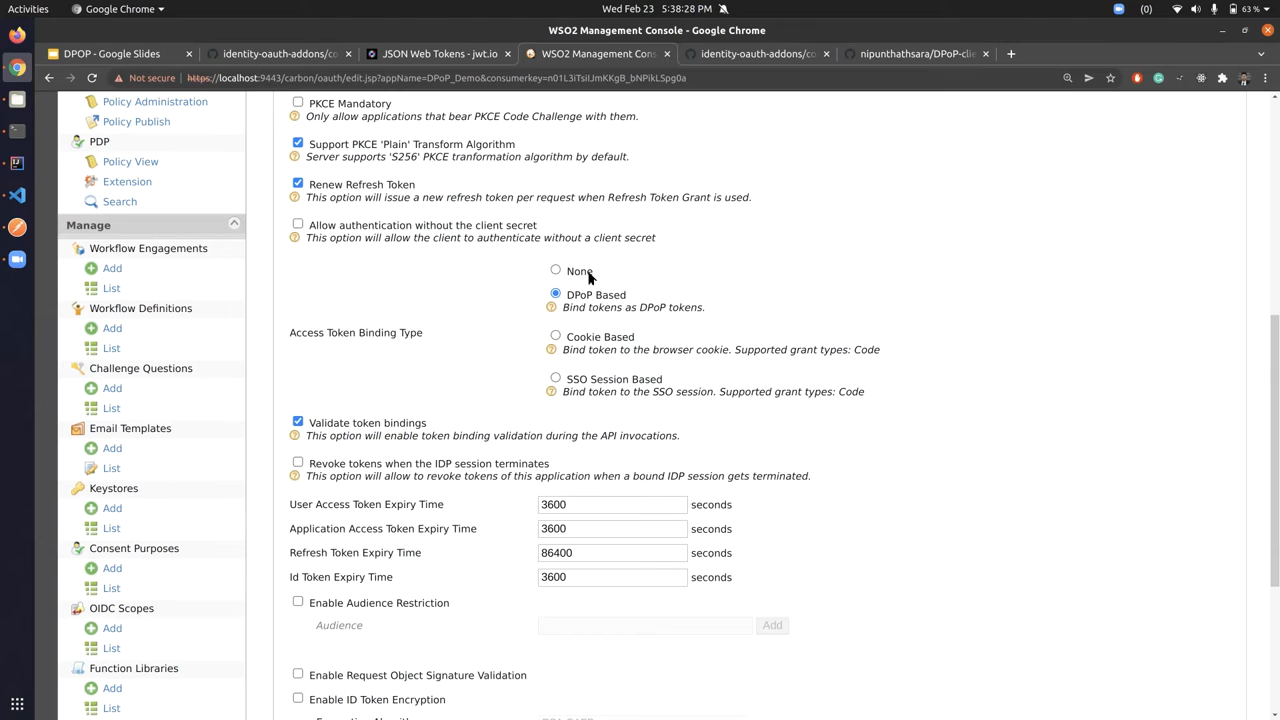 Activities
Google Chrome
Wed Feb 23 5:38:28 PM
(0)
63 %
WSO2 Management Console - Google Chrome
DPOP - Google Slides
identity-oauth-addons/co
JSON Web Tokens - jwt.io
WSO2 Management Console
identity-oauth-addons/co
nipunthathsara/DPoP-clie
Not secure
https://localhost:9443/carbon/oauth/edit.jsp?appName=DPoP_Demo&consumerkey=n01L3iTsiIJmKKgB_bNPikLSpg0a
Policy Administration
Policy Publish
PDP
Policy View
Extension
Search
Manage
Workflow Engagements
Add
List
Workflow Definitions
Add
List
Challenge Questions
Add
List
Email Templates
Add
List
Keystores
Add
List
Consent Purposes
Add
List
OIDC Scopes
Add
List
Function Libraries
Add
List
PKCE Mandatory
Only allow applications that bear PKCE Code Challenge with them.
Support PKCE 'Plain' Transform Algorithm
Server supports 'S256' PKCE tranformation algorithm by default.
Renew Refresh Token
This option will issue a new refresh token per request when Refresh Token Grant is used.
Allow authentication without the client secret
This option will allow the client to authenticate without a client secret
None
DPoP Based
Bind tokens as DPoP tokens.
Access Token Binding Type
Cookie Based
Bind token to the browser cookie. Supported grant types: Code
SSO Session Based
Bind token to the SSO session. Supported grant types: Code
Validate token bindings
This option will enable token binding validation during the API invocations.
Revoke tokens when the IDP session terminates
This option will allow to revoke tokens of this application when a bound IDP session gets terminated.
User Access Token Expiry Time 3600 seconds
Application Access Token Expiry Time 3600 seconds
Refresh Token Expiry Time 86400 seconds
Id Token Expiry Time 3600 seconds
Enable Audience Restriction
Audience Add
Enable Request Object Signature Validation
Enable ID Token Encryption